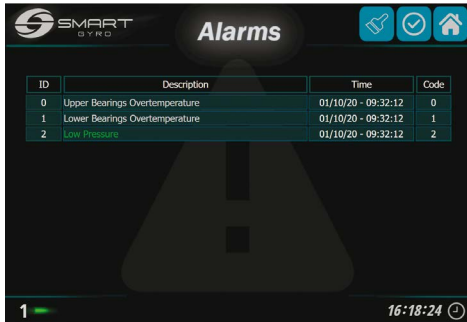 SMART
GYRO
Alarms
ID Description Time Code
0 Upper Bearings Overtemperature 01/10/20 - 09:32:12 0
1 Lower Bearings Overtemperature 01/10/20 - 09:32:12 1
2 Low Pressure 01/10/20 - 09:32:12 2
1 16:18:24